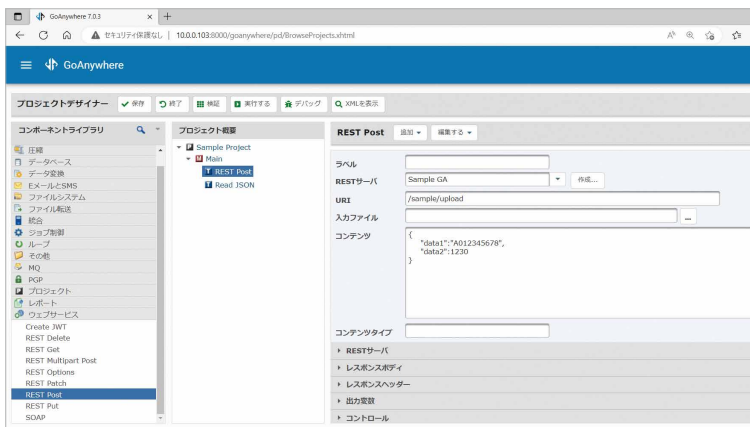 GoAnywhere 7.0.3
セキュリティ保護なし
10.0.0.103:8000/goanywhere/pd/BrowseProjects.xhtml
GoAnywhere
プロジェクトデザイナー
保存
終了
検証
実行する
デバッグ
XMLを表示
コンポーネントライブラリ
圧縮
データベース
データ変換
EメールとSMS
ファイルシステム
ファイル転送
統合
ジョブ制御
ループ
その他
MQ
PGP
プロジェクト
レポート
ウェブサービス
Create JWT
REST Delete
REST Get
REST Multipart Post
REST Options
REST Patch
REST Post
REST Put
SOAP
プロジェクト概要
Sample Project
Main
REST Post
Read JSON
REST Post
追加
編集する
ラベル
RESTサーバ
Sample GA
作成...
URI
/sample/upload
入力ファイル
...
コンテンツ
{
"data1":"A012345678",
"data2":1230
}
コンテンツタイプ
RESTサーバ
レスポンスボディ
レスポンスヘッダー
出力変数
コントロール